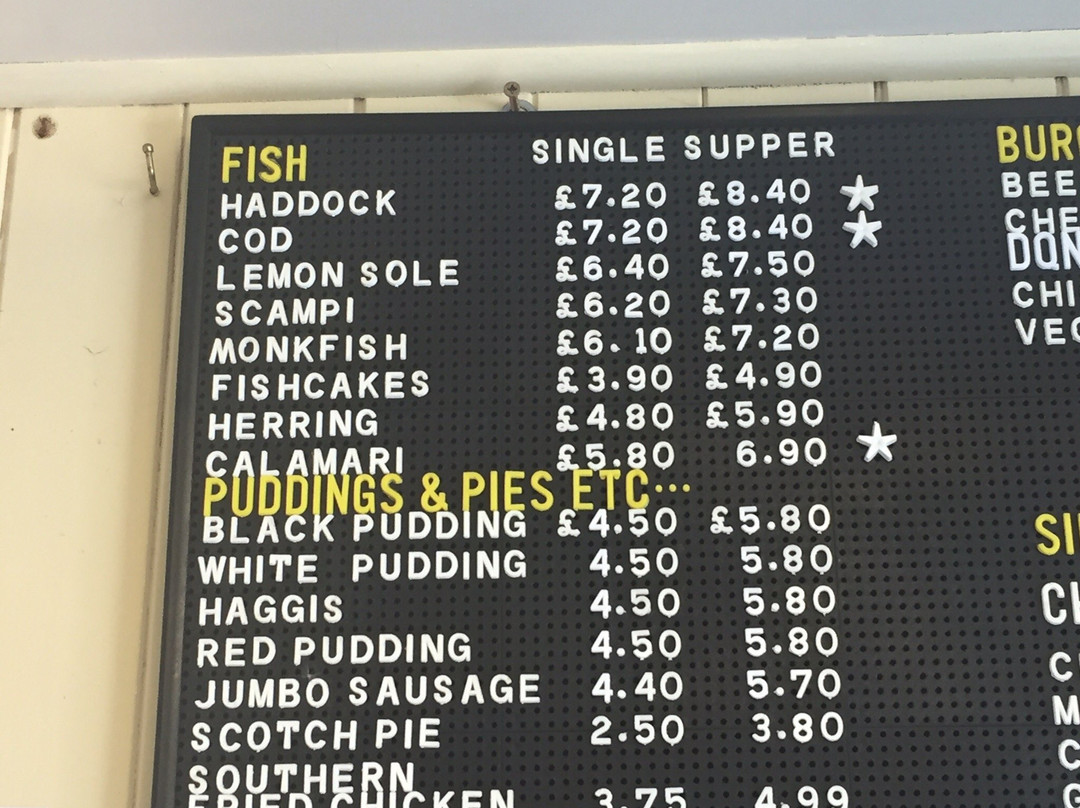 FISH SINGLE SUPPER
HADDOCK £7.20 £8.40
COD £7.20 £8.40
LEMON SOLE £6.40 £7.50
SCAMPI £6.20 £7.30
MONKFISH £6.10 £7.20
FISHCAKES £3.90 £4.90
HERRING £4.80 £5.90
CALAMARI £5.80 6.90
PUDDINGS & PIES ETC...
BLACK PUDDING £4.50 £5.80
WHITE PUDDING 4.50 5.80
HAGGIS 4.50 5.80
RED PUDDING 4.50 5.80
JUMBO SAUSAGE 4.40 5.70
SCOTCH PIE 2.50 3.80
SOUTHERN
FRIED CHICKEN 3.75 4.99